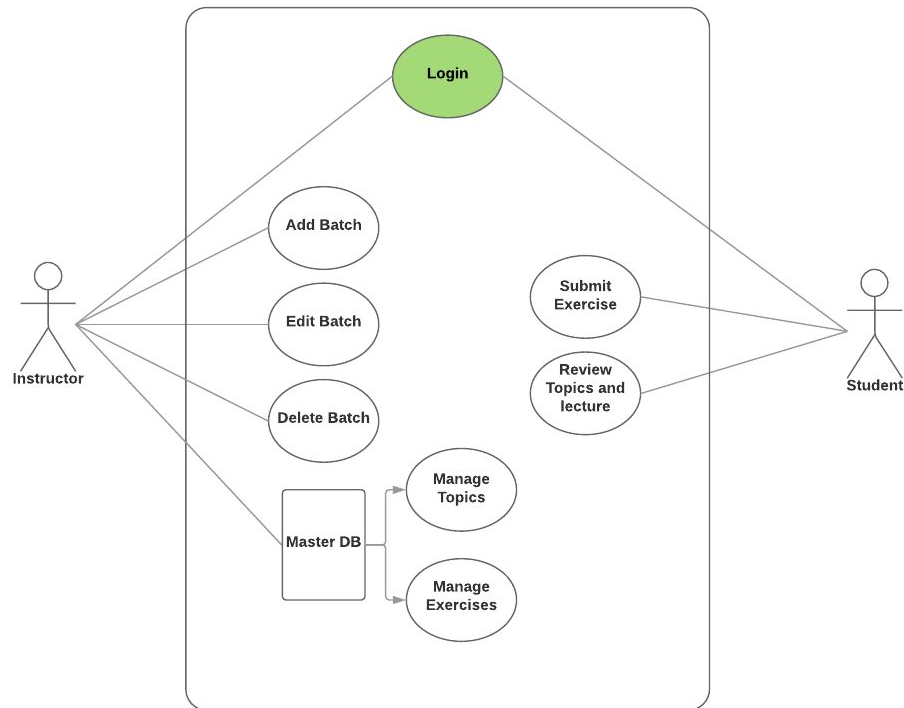 Login
Add Batch
Edit Batch
Delete Batch
Submit
Exercise
Review
Topics and
lecture
Instructor
Student
Master DB
Manage
Topics
Manage
Exercises